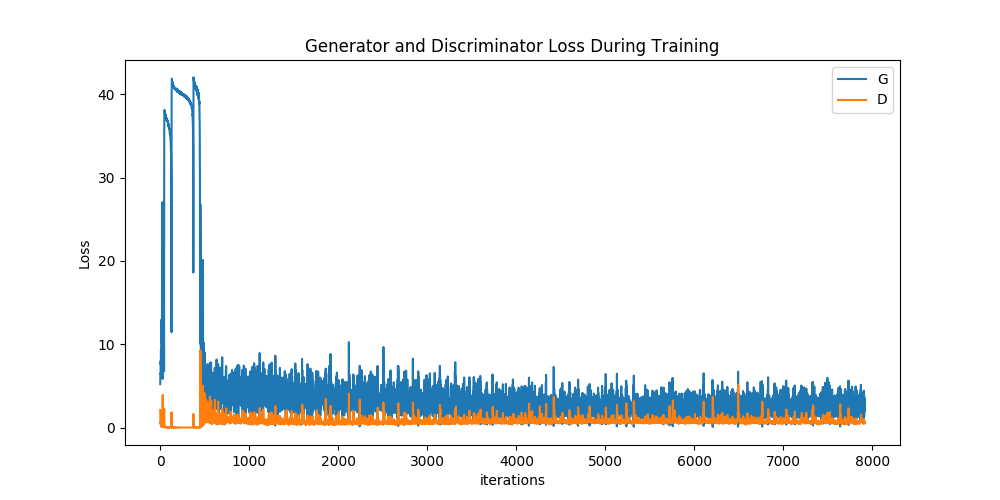 Generator and Discriminator Loss During Training
G
D
40
30
20
10
0
Loss
0 1000 2000 3000 4000 5000 6000 7000 8000
iterations